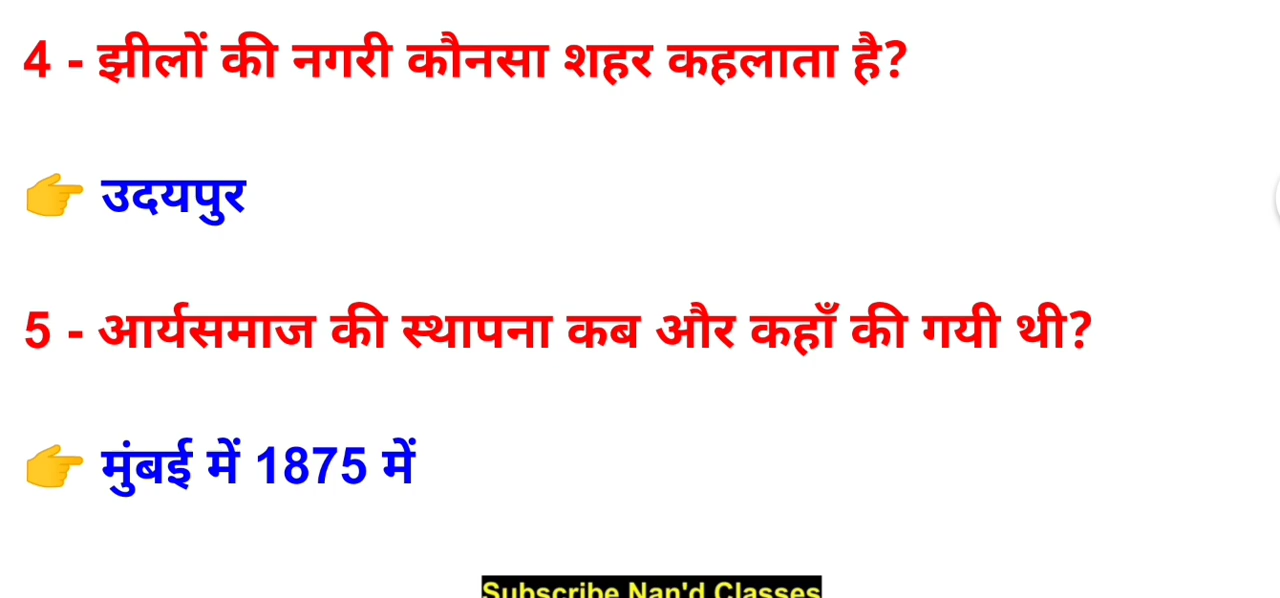 4 - झीलों की नगरी कौनसा शहर कहलाता है?
👉 उदयपुर
5 - आर्यसमाज की स्थापना कब और कहाँ की गयी थी?
👉 मुंबई में 1875 में
Subscribe Nan'd Classes